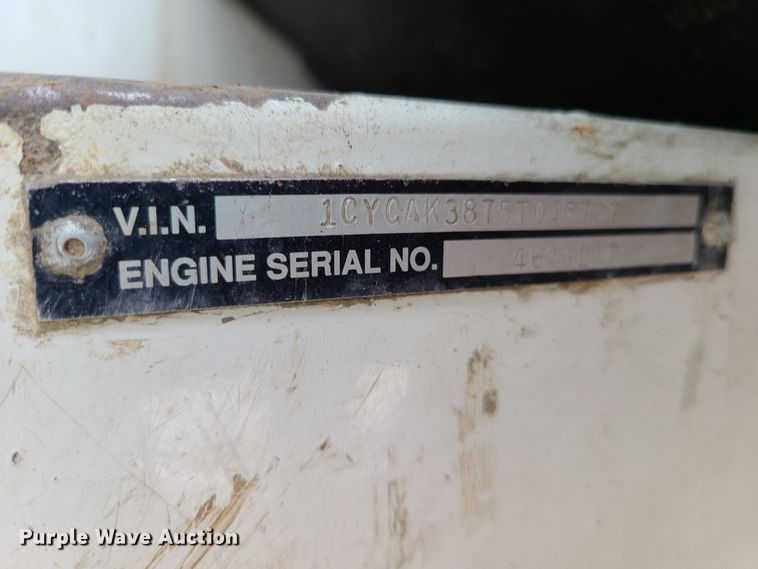 V.I.N. 1CYCAK3875T046727
ENGINE SERIAL NO.
Purple Wave Auction